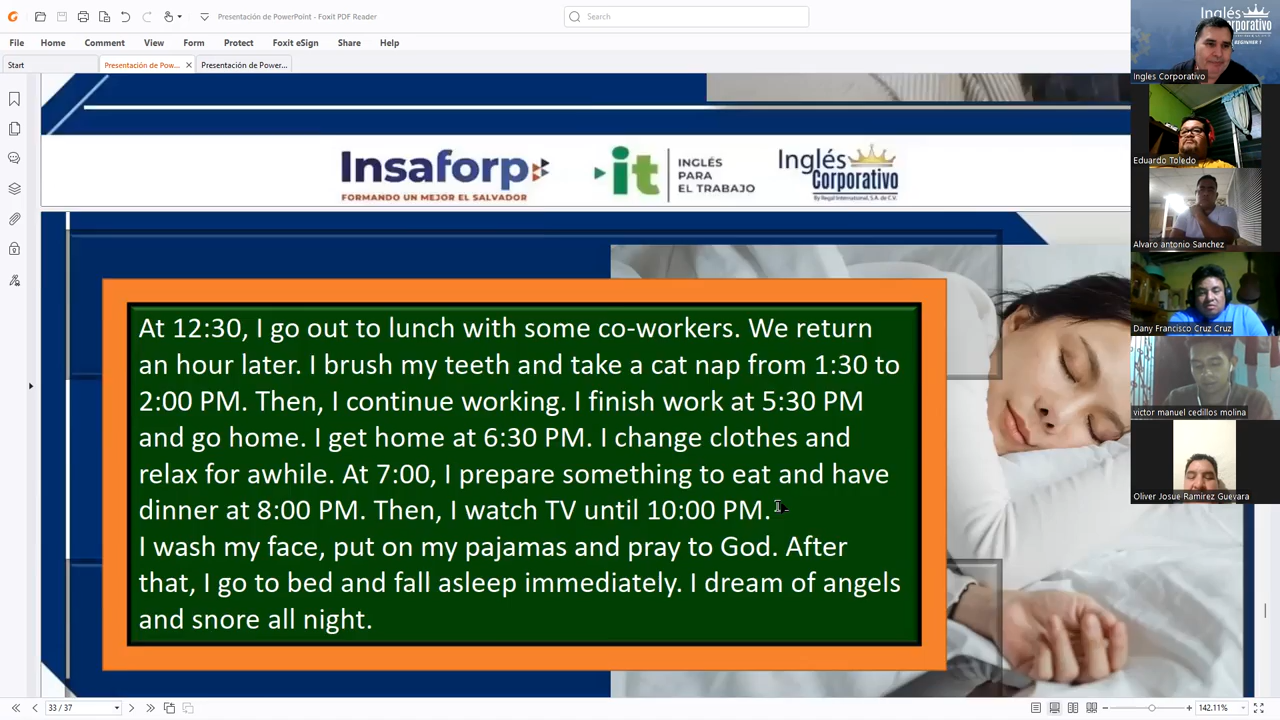 Presentación de PowerPoint - Foxit PDF Reader
Search
File Home Comment View Form Protect Foxit eSign Share Help
Start
Presentación de Pow... ×
Presentación de Power...
Insaforp
FORMANDO UN MEJOR EL SALVADOR
it
INGLÉS
PARA
EL TRABAJO
Inglés
Corporativo
By Regal International, S.A. de C.V.
At 12:30, I go out to lunch with some co-workers. We return
an hour later. I brush my teeth and take a cat nap from 1:30 to
2:00 PM. Then, I continue working. I finish work at 5:30 PM
and go home. I get home at 6:30 PM. I change clothes and
relax for awhile. At 7:00, I prepare something to eat and have
dinner at 8:00 PM. Then, I watch TV until 10:00 PM.
I wash my face, put on my pajamas and pray to God. After
that, I go to bed and fall asleep immediately. I dream of angels
and snore all night.
Inglés
Corporativo
BEGINNER 1
Ingles Corporativo
Eduardo Toledo
Alvaro antonio Sanchez
Dany Francisco Cruz Cruz
victor manuel cedillos molina
Oliver Josue Ramirez Guevara
33 / 37
142.11%